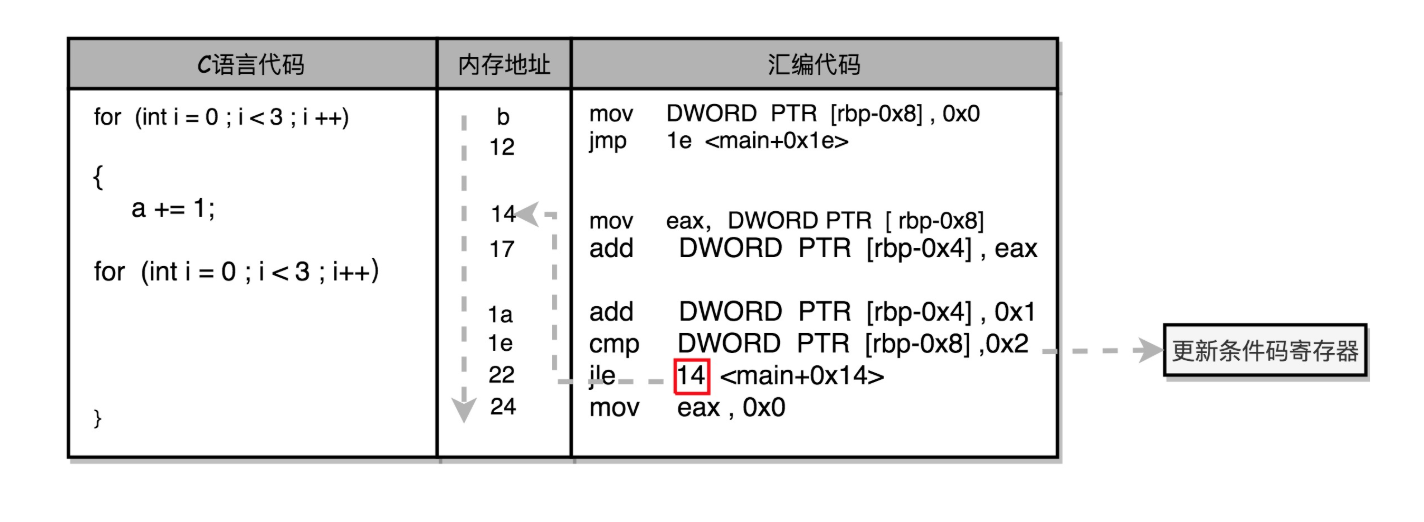 C语言代码 内存地址 汇编代码
for (int i = 0 ; i < 3 ; i ++) b mov DWORD PTR [rbp-0x8] , 0x0
12 jmp 1e <main+0x1e>
{
a += 1; 14 mov eax, DWORD PTR [ rbp-0x8]
17 add DWORD PTR [rbp-0x4] , eax
for (int i = 0 ; i < 3 ; i++)
1a add DWORD PTR [rbp-0x4] , 0x1
1e cmp DWORD PTR [rbp-0x8] ,0x2 更新条件码寄存器
22 jle 14 <main+0x14>
24 mov eax , 0x0
}